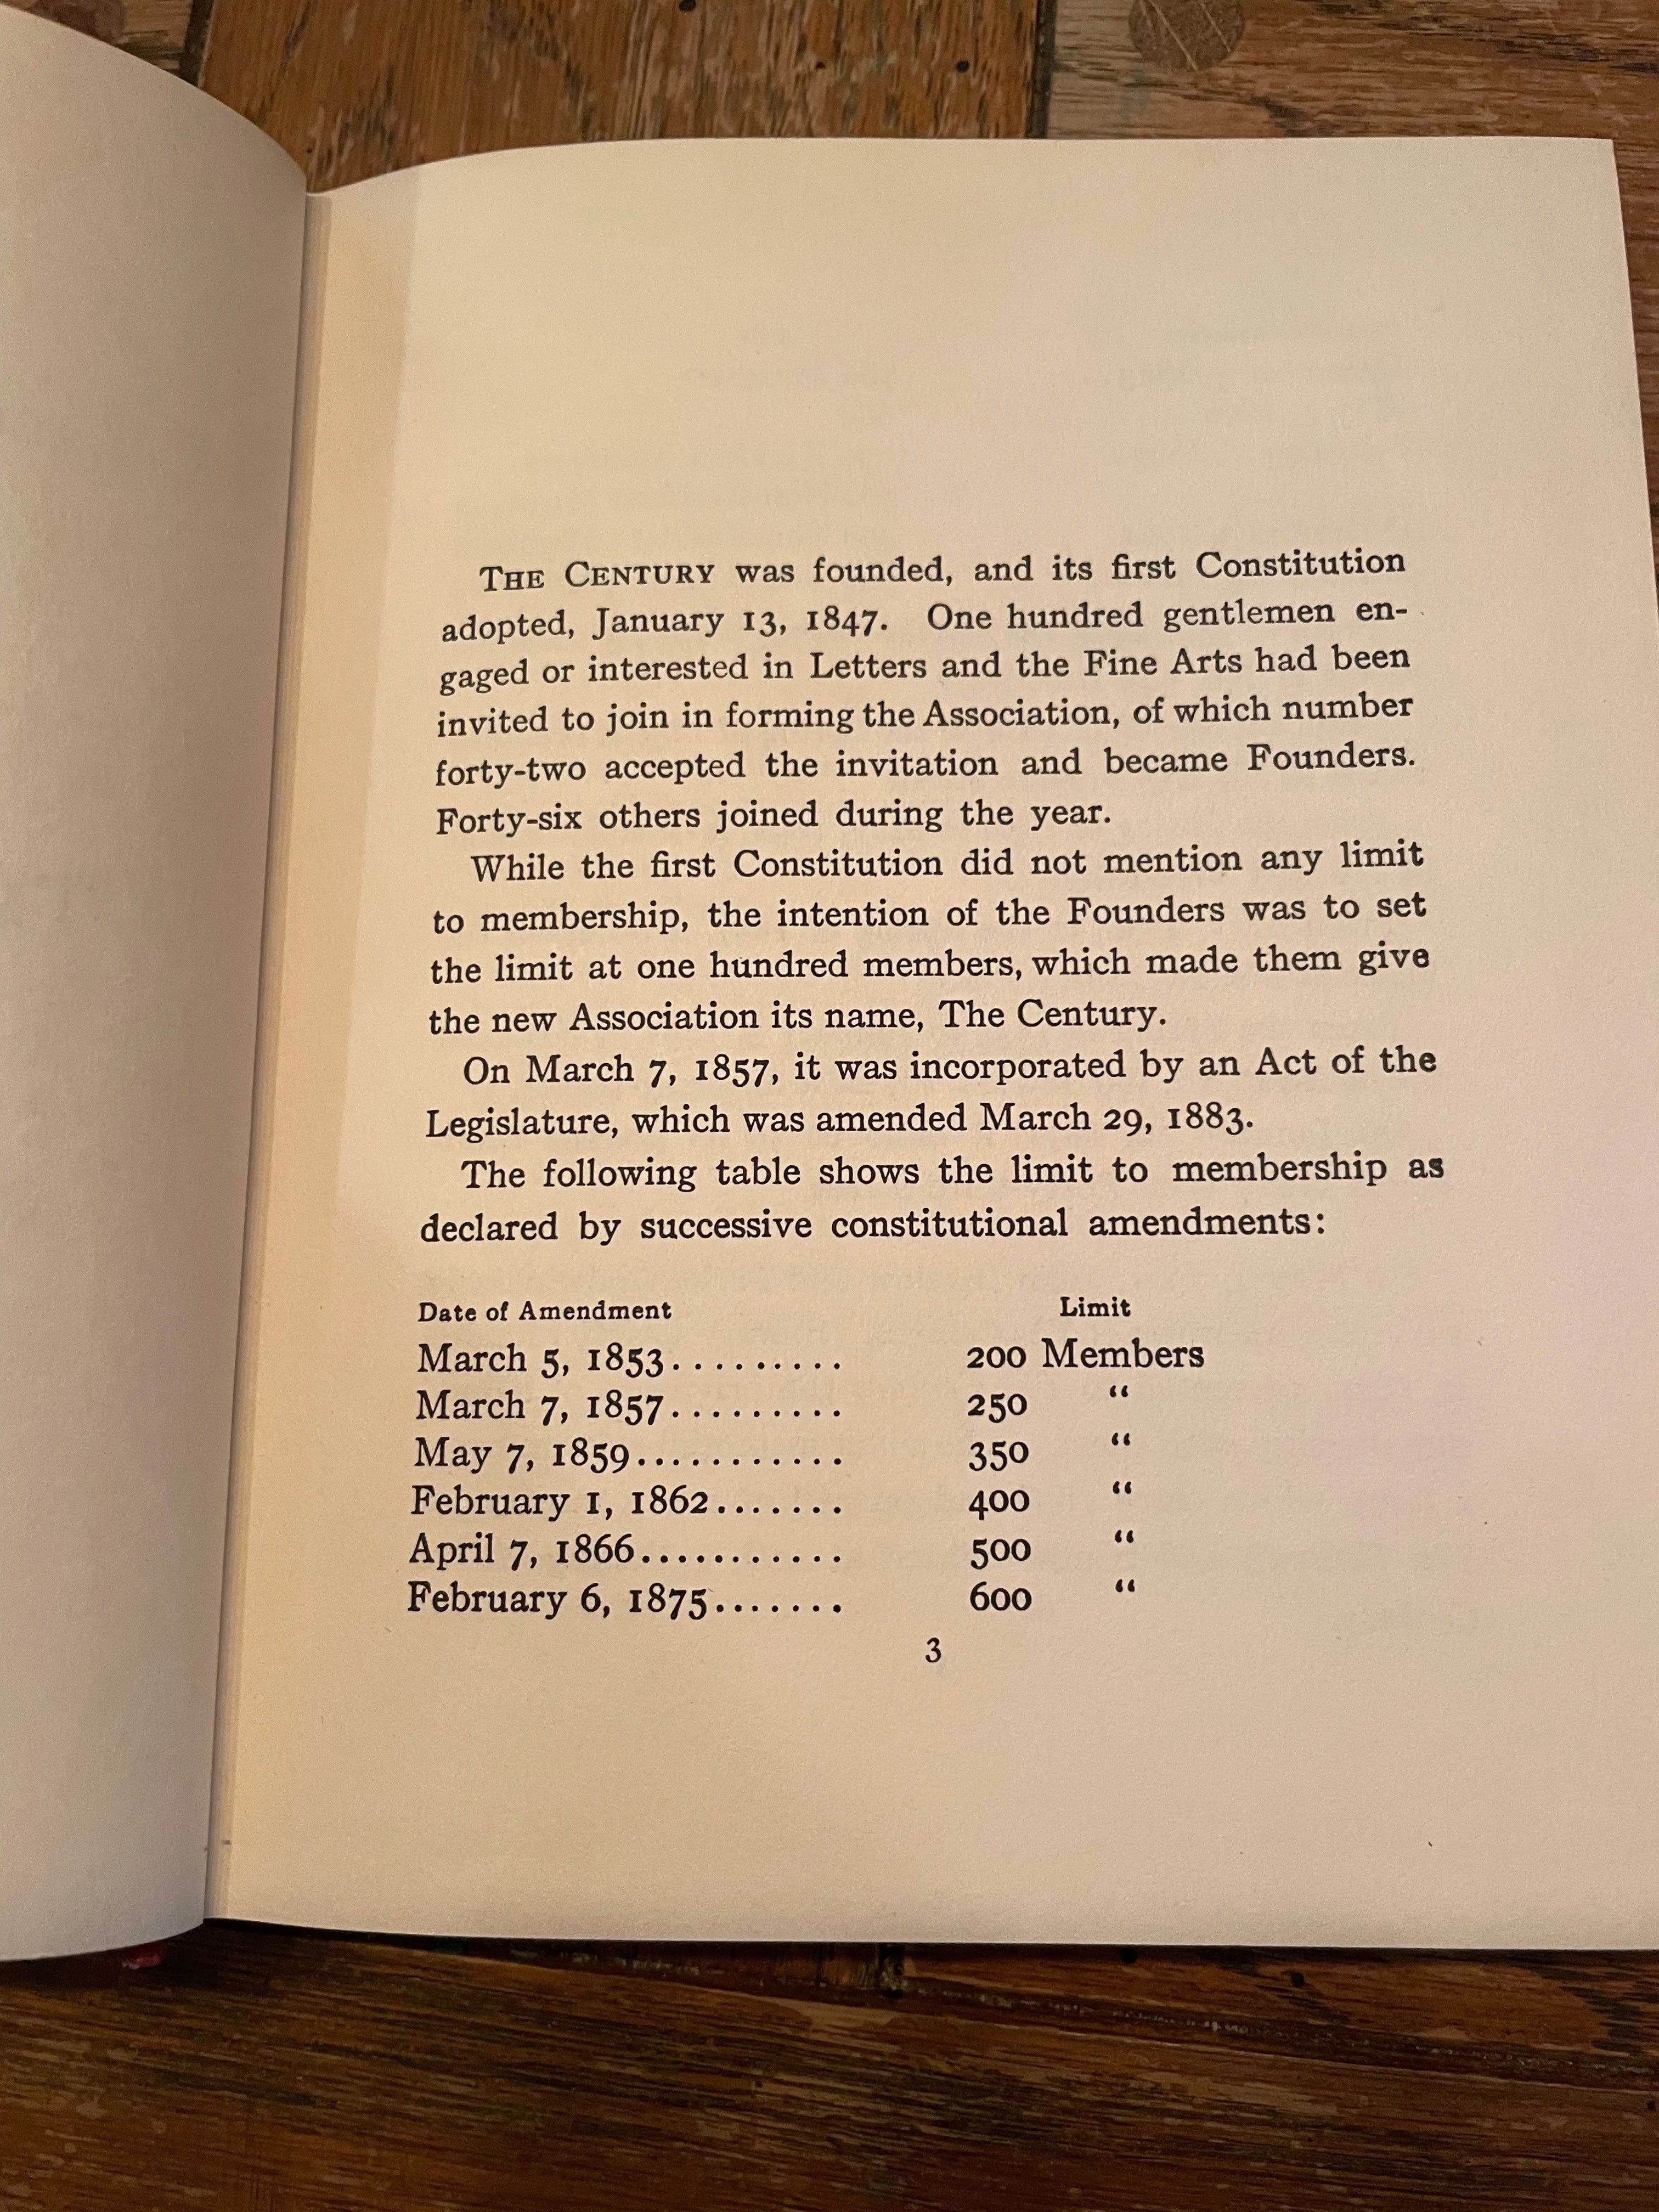 THE CENTURY was founded, and its first Constitution
adopted, January 13, 1847. One hundred gentlemen en-
gaged or interested in Letters and the Fine Arts had been
invited to join in forming the Association, of which number
forty-two accepted the invitation and became Founders.
Forty-six others joined during the year.
While the first Constitution did not mention any limit
to membership, the intention of the Founders was to set
the limit at one hundred members, which made them give
the new Association its name, The Century.
On March 7, 1857, it was incorporated by an Act of the
Legislature, which was amended March 29, 1883.
The following table shows the limit to membership as
declared by successive constitutional amendments:
Date of Amendment Limit
March 5, 1853......... 200 Members
March 7, 1857......... 250 “
May 7, 1859........... 350 “
February 1, 1862....... 400 “
April 7, 1866........... 500 “
February 6, 1875....... 600 “
3